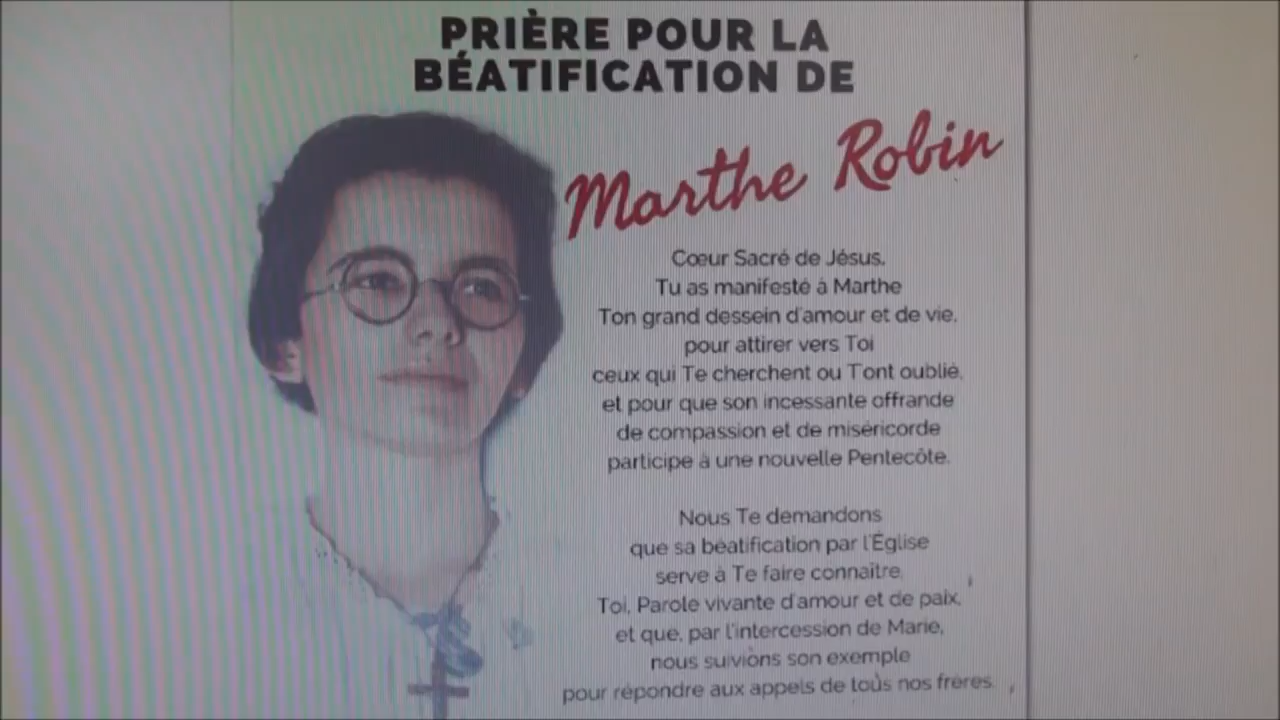 PRIÈRE POUR LA
BÉATIFICATION DE
Marthe Robin
Cœur Sacré de Jésus,
Tu as manifesté à Marthe
Ton grand dessein d'amour et de vie,
pour attirer vers Toi
ceux qui Te cherchent ou T'ont oublié,
et pour que son incessante offrande
de compassion et de miséricorde
participe à une nouvelle Pentecôte.
Nous Te demandons
que sa béatification par l'Église
serve à Te faire connaître,
Toi, Parole vivante d'amour et de paix,
et que, par l'intercession de Marie,
nous suivions son exemple
pour répondre aux appels de tous nos frères.